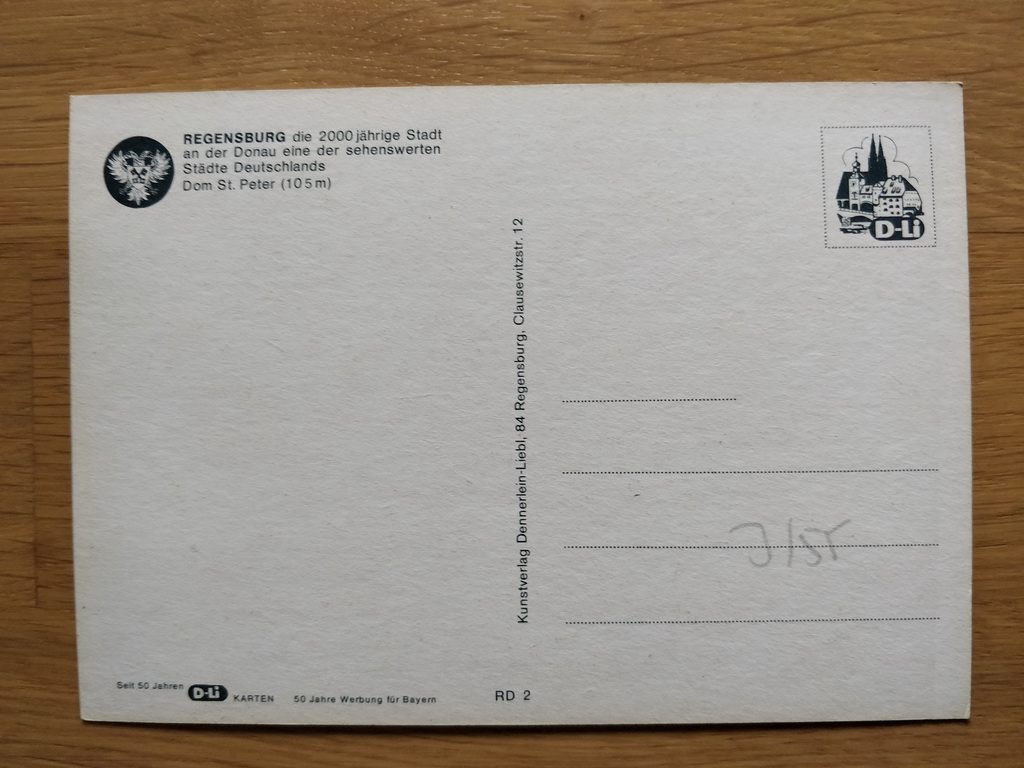 REGENSBURG die 2000jährige Stadt
an der Donau eine der sehenswerten
Städte Deutschlands
Dom St. Peter (105m)
D-Li
Kunstverlag Dennerlein-Liebl, 84 Regensburg, Clausewitzstr. 12
Seit 50 Jahren D-Li KARTEN 50 Jahre Werbung für Bayern
RD 2